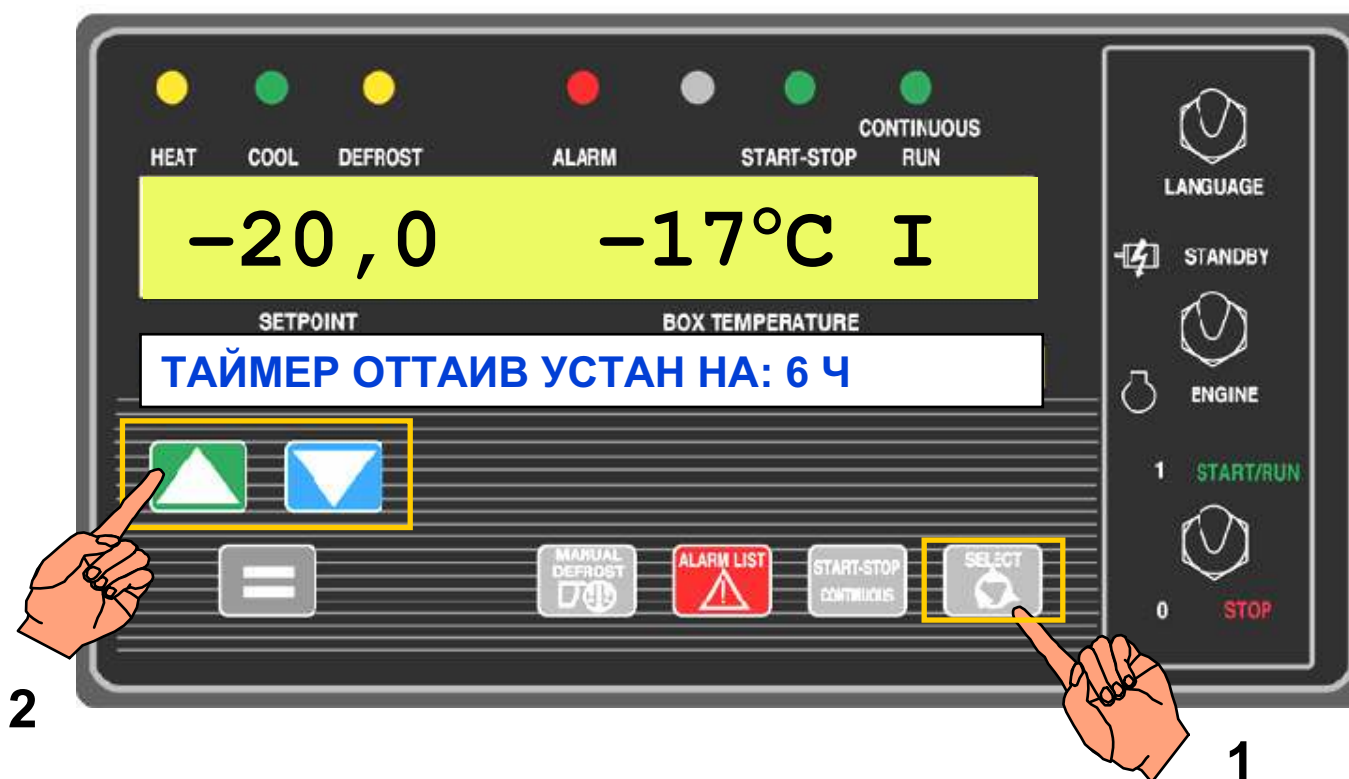 CONTINUOUS
HEAT COOL DEFROST ALARM START-STOP RUN
-20,0 -17°C I
SETPOINT BOX TEMPERATURE
ТАЙМЕР ОТТАИВ УСТАН НА: 6 Ч
MANUAL
DEFROST
ALARM LIST
START-STOP
CONTINUOUS
SELECT
LANGUAGE
STANDBY
ENGINE
1 START/RUN
0 STOP
2
1